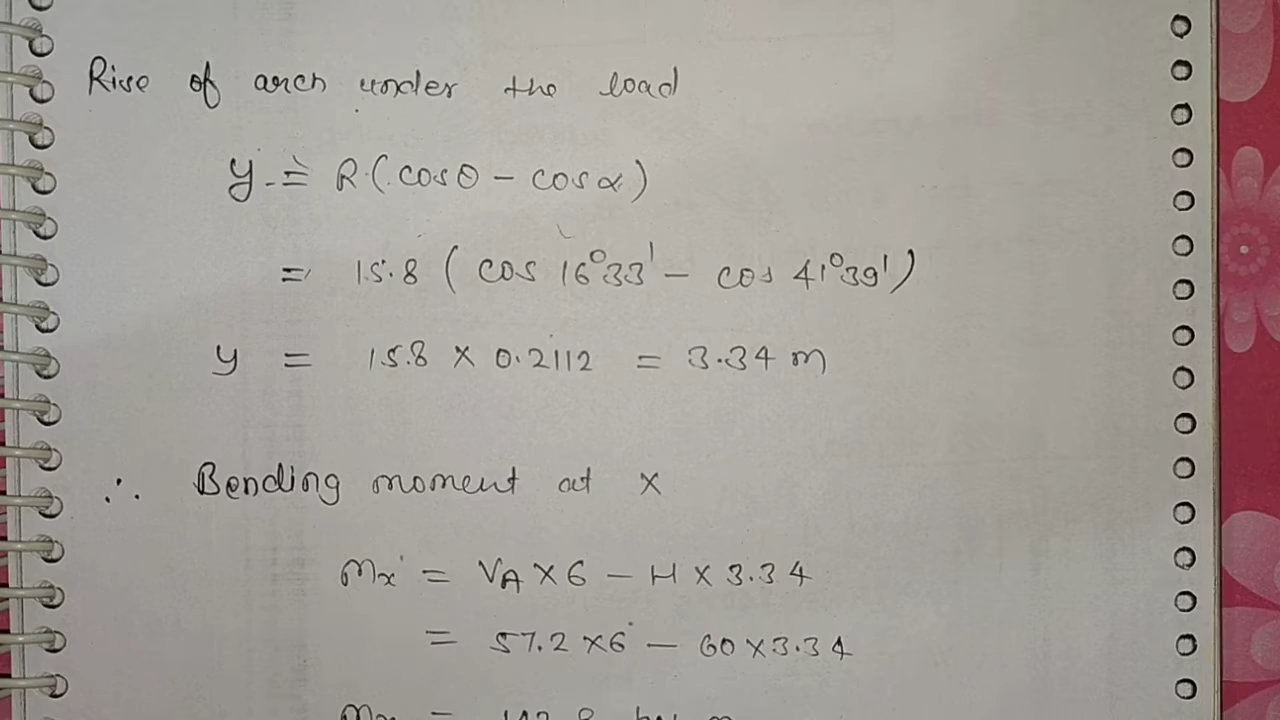 Rise of arch under the load
y = R (cosθ - cosα)
= 15.8 ( cos 16°33' - cos 41°39' )
y = 15.8 × 0.2112 = 3.34 m
∴ Bending moment at x
Mx = VA × 6 - H × 3.34
= 57.2 × 6 - 60 × 3.34
Mx =